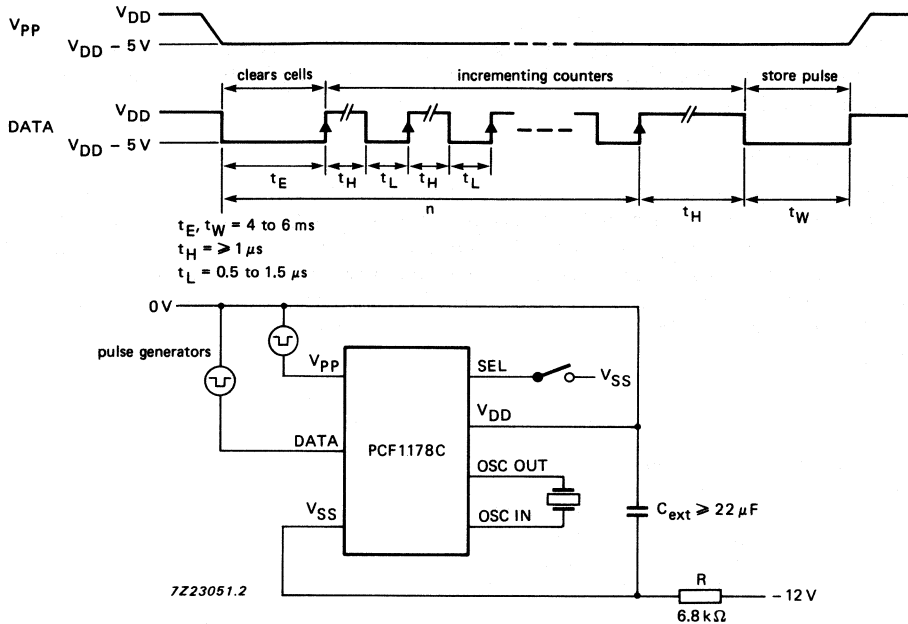 V_PP
V_DD
V_DD – 5 V
clears cells
incrementing counters
store pulse
DATA
V_DD
V_DD – 5 V
t_E
t_H
t_L
t_H
t_L
n
t_H
t_W
t_E, t_W = 4 to 6 ms
t_H = ⩾ 1 μs
t_L = 0.5 to 1.5 μs
0 V
pulse generators
V_PP
SEL
V_SS
V_DD
DATA
PCF1178C
OSC OUT
V_SS
OSC IN
C_ext ⩾ 22 μF
7Z23051.2
R
– 12 V
6.8 kΩ